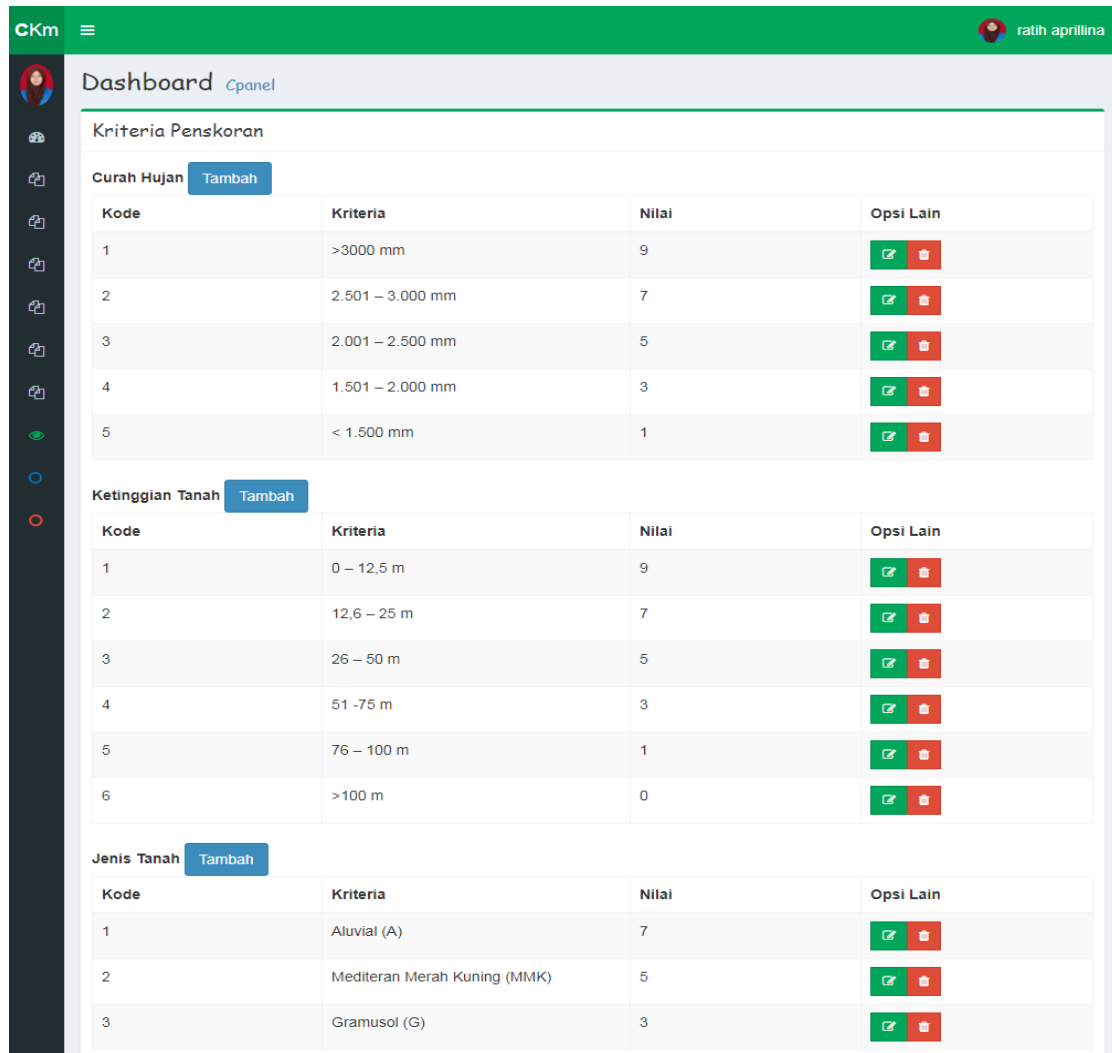 CKm ratih aprillina
Dashboard Cpanel
Kriteria Penskoran
Curah Hujan Tambah
Kode Kriteria Nilai Opsi Lain
1 >3000 mm 9
2 2.501 – 3.000 mm 7
3 2.001 – 2.500 mm 5
4 1.501 – 2.000 mm 3
5 < 1.500 mm 1
Ketinggian Tanah Tambah
Kode Kriteria Nilai Opsi Lain
1 0 – 12,5 m 9
2 12,6 – 25 m 7
3 26 – 50 m 5
4 51 -75 m 3
5 76 – 100 m 1
6 >100 m 0
Jenis Tanah Tambah
Kode Kriteria Nilai Opsi Lain
1 Aluvial (A) 7
2 Mediteran Merah Kuning (MMK) 5
3 Gramusol (G) 3